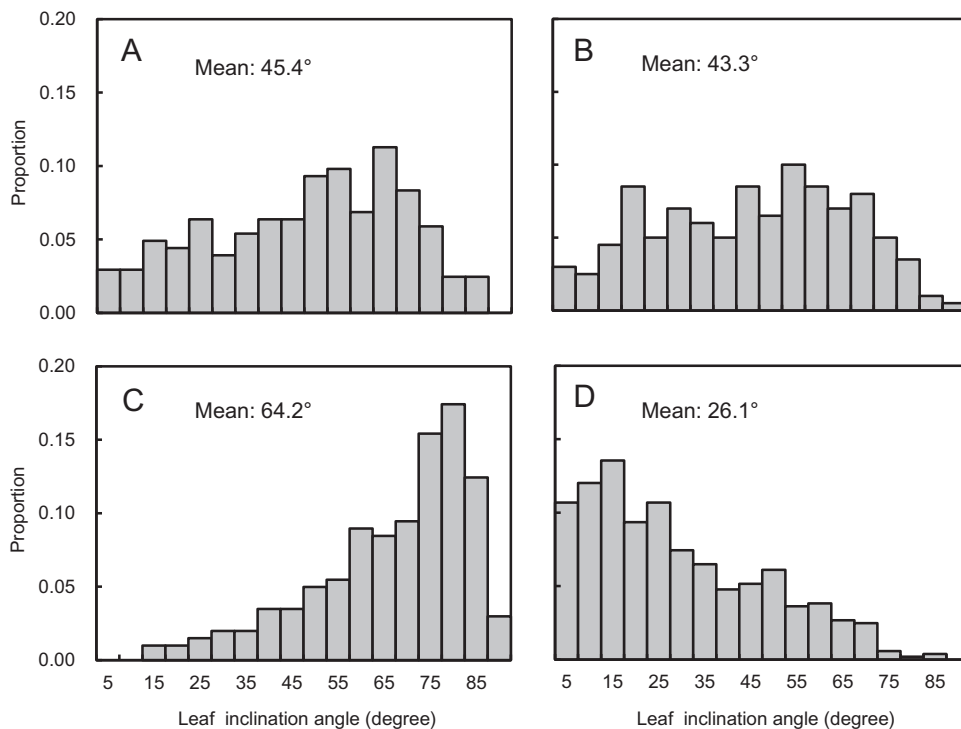 0.20
0.15
0.10
0.05
0.00
Proportion
A
Mean: 45.4°
B
Mean: 43.3°
0.20
0.15
0.10
0.05
0.00
Proportion
C
Mean: 64.2°
D
Mean: 26.1°
5 15 25 35 45 55 65 75 85
5 15 25 35 45 55 65 75 85
Leaf inclination angle (degree)
Leaf inclination angle (degree)